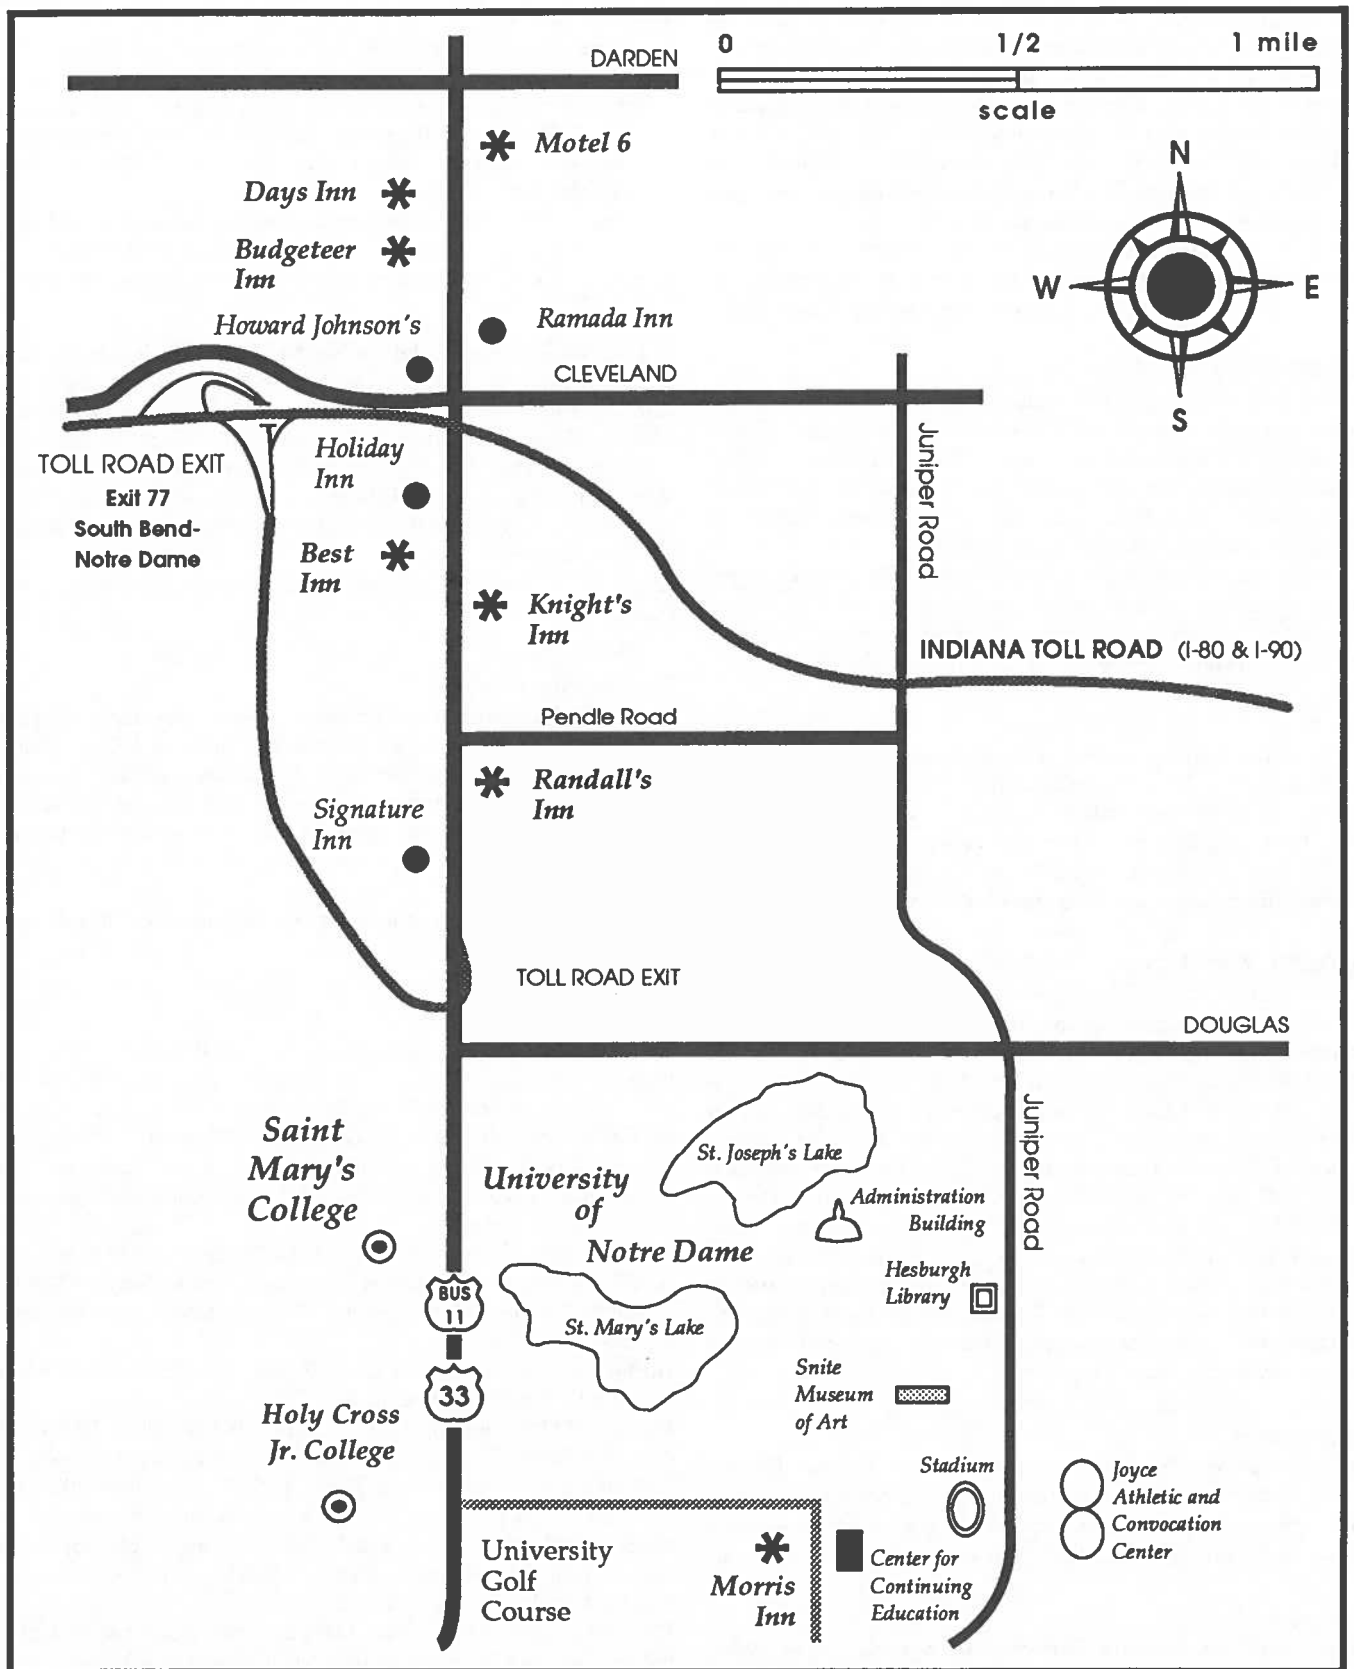 0 1/2 1 mile
scale
DARDEN
Motel 6
Days Inn
Budgeteer
Inn
Howard Johnson's
Ramada Inn
N
W E
S
CLEVELAND
Juniper Road
TOLL ROAD EXIT
Exit 77
South Bend-
Notre Dame
Holiday
Inn
Best
Inn
Knight's
Inn
INDIANA TOLL ROAD (I-80 & I-90)
Pendle Road
Randall's
Inn
Signature
Inn
TOLL ROAD EXIT
DOUGLAS
Juniper Road
Saint
Mary's
College
University
of
Notre Dame
St. Joseph's Lake
Administration
Building
Hesburgh
Library
BUS
11
St. Mary's Lake
33
Snite
Museum
of Art
Holy Cross
Jr. College
Stadium
Joyce
Athletic and
Convocation
Center
University
Golf
Course
Morris
Inn
Center for
Continuing
Education